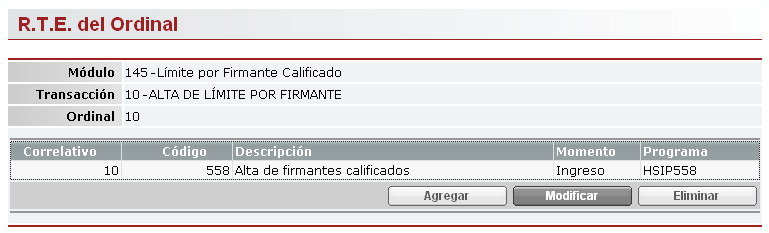 R.T.E. del Ordinal
Módulo 145 -Límite por Firmante Calificado
Transacción 10 -ALTA DE LÍMITE POR FIRMANTE
Ordinal 10
Correlativo Código Descripción Momento Programa
10 558 Alta de firmantes calificados Ingreso HSIP558
Agregar Modificar Eliminar